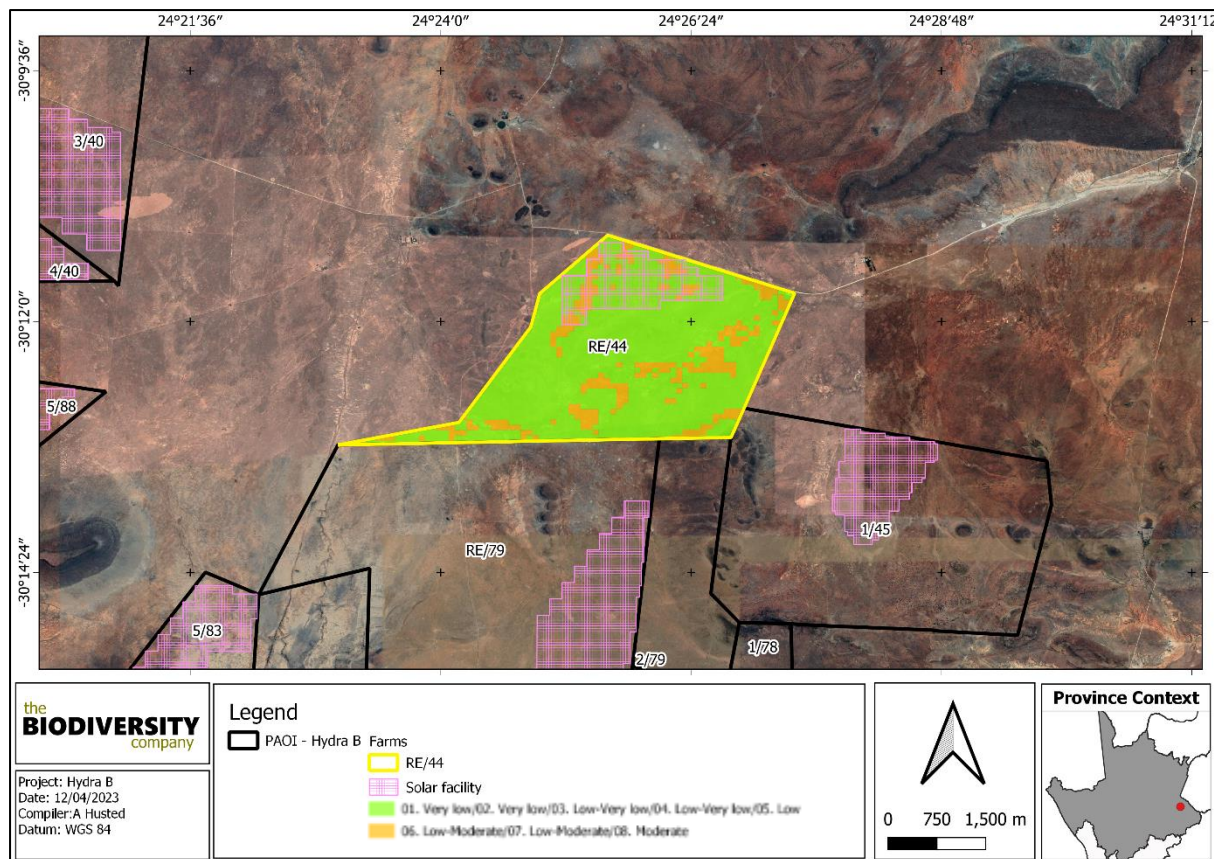 24°21'36" 24°24'0" 24°26'24" 24°28'48" 24°31'12
-30°9'36"
-30°12'0"
-30°14'24"
3/40
4/40
RE/44
5/88
1/45
RE/79
5/83
2/79
1/78
the
BIODIVERSITY
company
Project: Hydra B
Date: 12/04/2023
Compiler:A Husted
Datum: WGS 84
Legend
PAOI - Hydra B
Farms
RE/44
Solar facility
01. Very low/02. Very low/03. Low-Very low/04. Low-Very low/05. Low
06. Low-Moderate/07. Low-Moderate/08. Moderate
0 750 1,500 m
Province Context